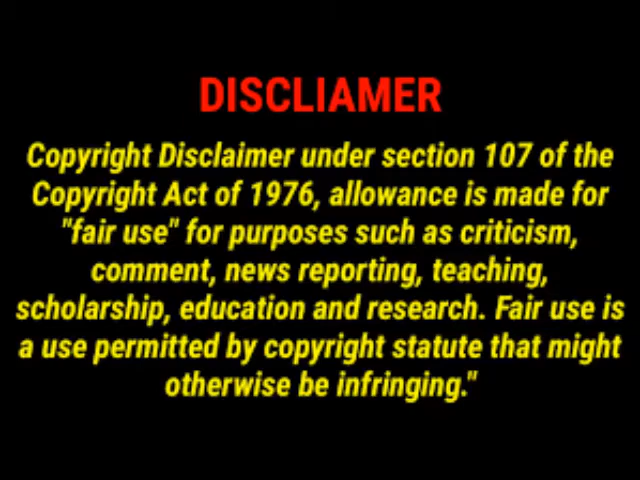 DISCLIAMER
Copyright Disclaimer under section 107 of the
Copyright Act of 1976, allowance is made for
"fair use" for purposes such as criticism,
comment, news reporting, teaching,
scholarship, education and research. Fair use is
a use permitted by copyright statute that might
otherwise be infringing."